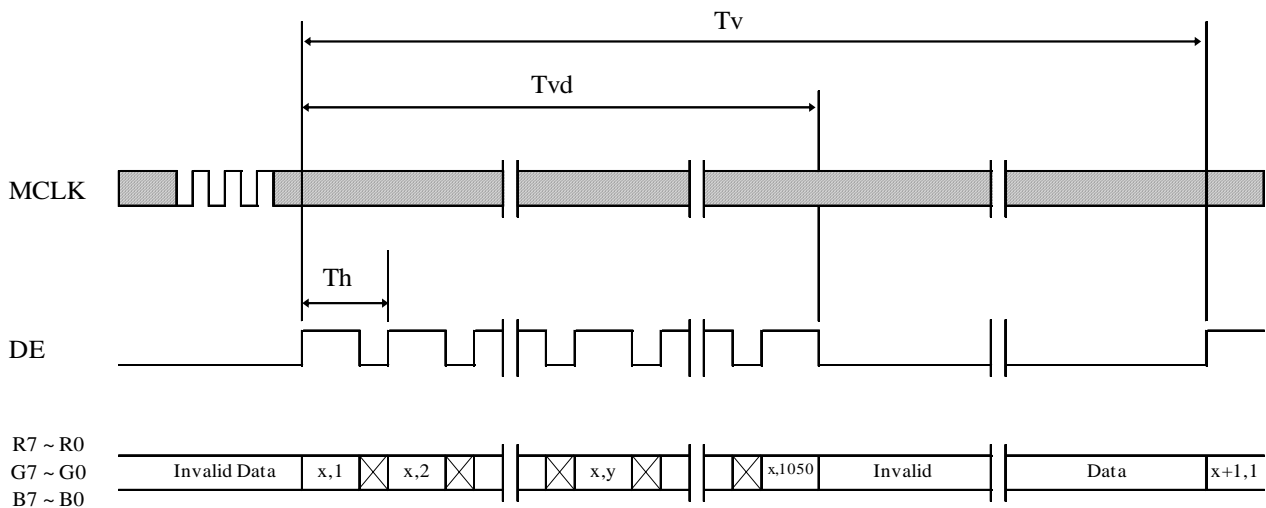 Tv
Tvd
MCLK
Th
DE
R7 ~ R0
G7 ~ G0
B7 ~ B0
Invalid Data
x,1
x,2
x,y
x,1050
Invalid
Data
x+1,1